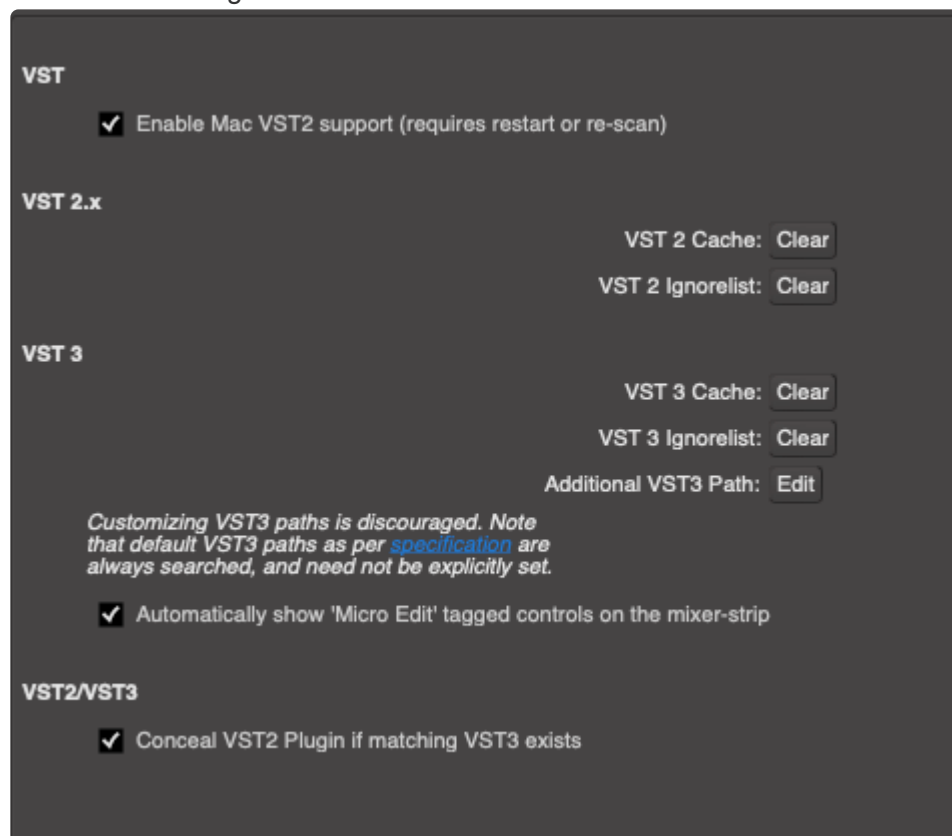 VST
Enable Mac VST2 support (requires restart or re-scan)
VST 2.x
VST 2 Cache: Clear
VST 2 Ignorelist: Clear
VST 3
VST 3 Cache: Clear
VST 3 Ignorelist: Clear
Additional VST3 Path: Edit
Customizing VST3 paths is discouraged. Note
that default VST3 paths as per specification are
always searched, and need not be explicitly set.
Automatically show 'Micro Edit' tagged controls on the mixer-strip
VST2/VST3
Conceal VST2 Plugin if matching VST3 exists